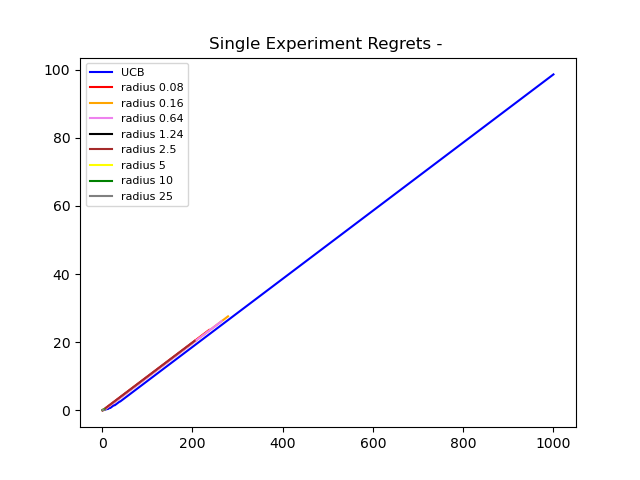 Single Experiment Regrets -
100
80
60
40
20
0
UCB
radius 0.08
radius 0.16
radius 0.64
radius 1.24
radius 2.5
radius 5
radius 10
radius 25
0 200 400 600 800 1000